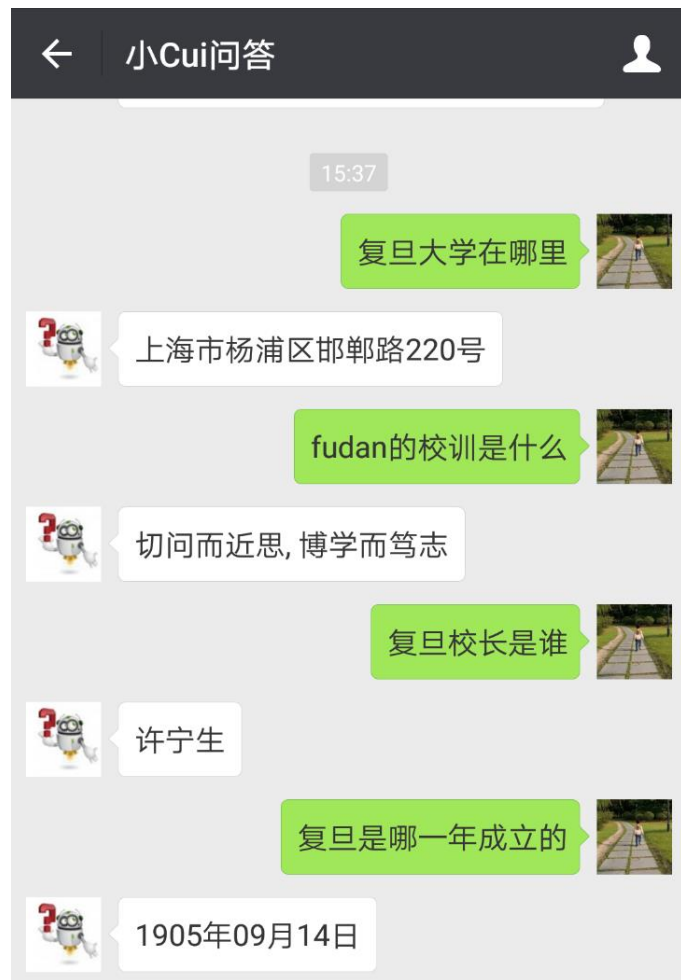 小Cui问答
15:37
复旦大学在哪里
上海市杨浦区邯郸路220号
fudan的校训是什么
切问而近思, 博学而笃志
复旦校长是谁
许宁生
复旦是哪一年成立的
1905年09月14日